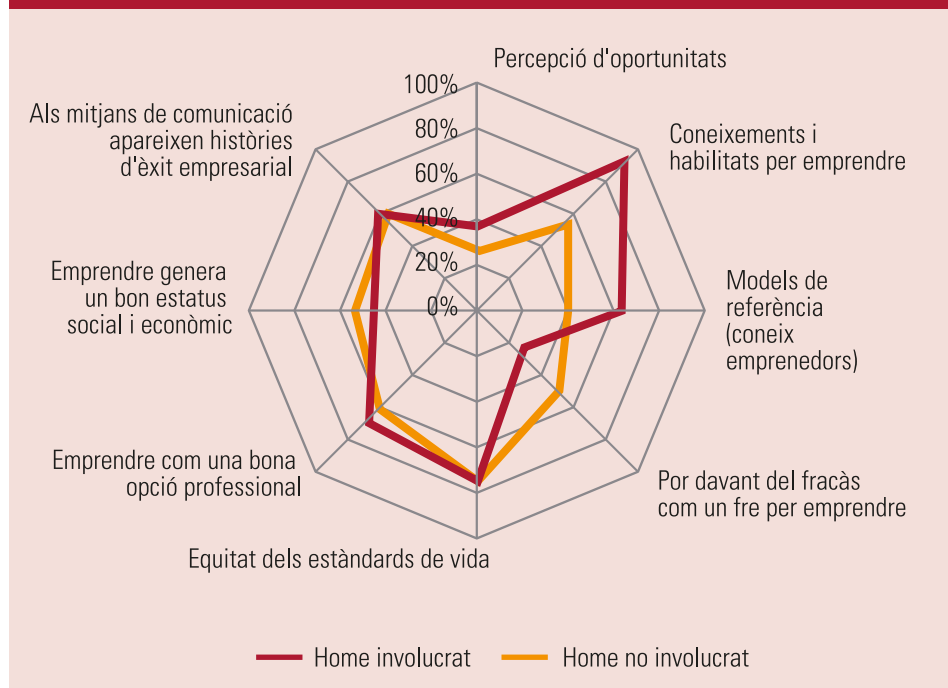 Percepció d'oportunitats
100%
80%
60%
40%
20%
0%
Coneixements i
habilitats per emprendre
Models de
referència
(coneix
emprenedors)
Por davant del fracàs
com un fre per emprendre
Equitat dels estàndards de vida
Emprendre com una bona
opció professional
Emprendre genera
un bon estatus
social i econòmic
Als mitjans de comunicació
apareixen històries
d'èxit empresarial
Home involucrat
Home no involucrat